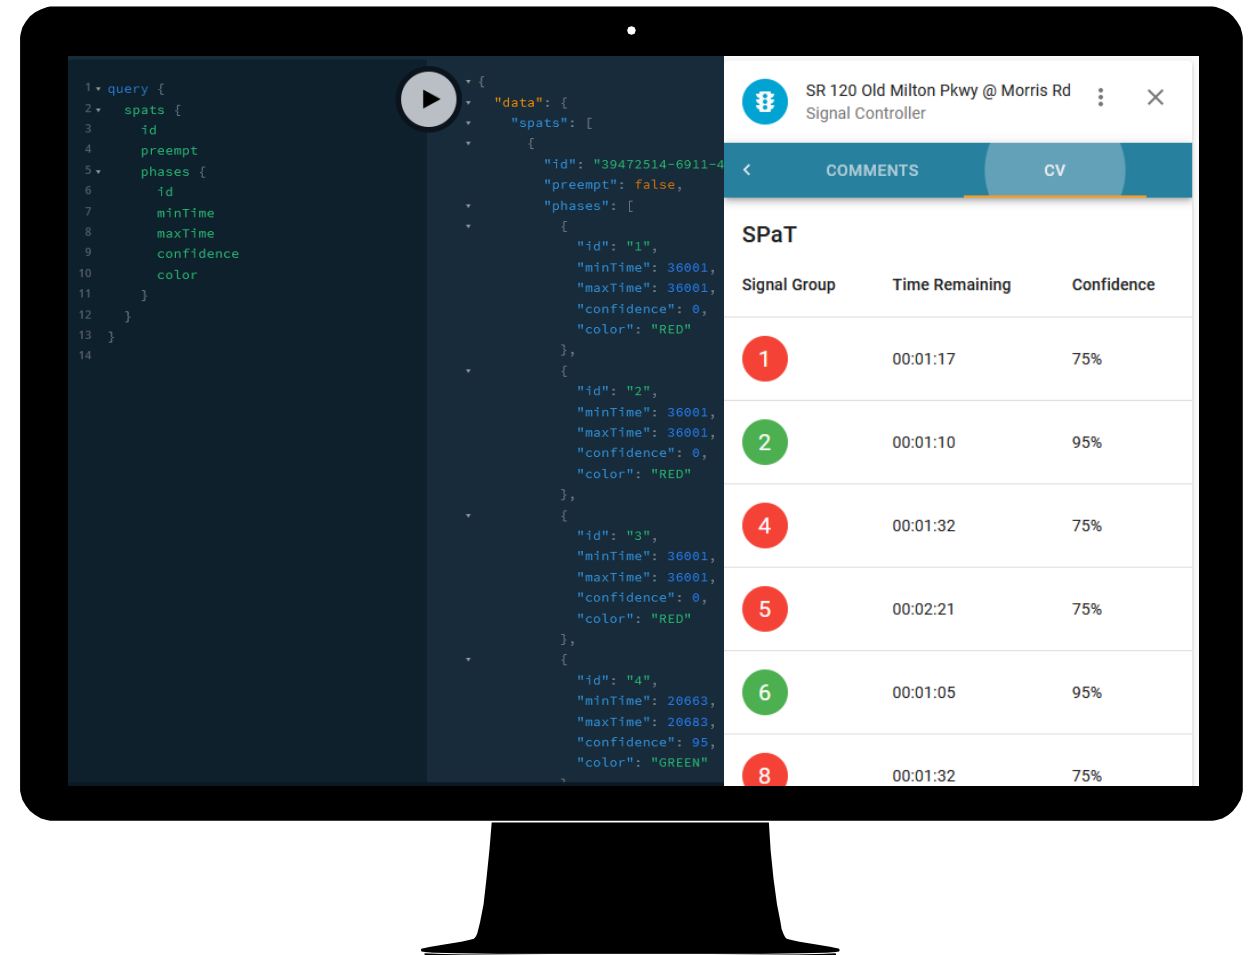 1 query {
2 spats {
3 id
4 preempt
5 phases {
6 id
7 minTime
8 maxTime
9 confidence
10 color
11 }
12 }
13 }
14
{
"data": {
"spats": [
{
"id": "39472514-6911-4
"preempt": false,
"phases": [
{
"id": "1",
"minTime": 36001,
"maxTime": 36001,
"confidence": 0,
"color": "RED"
},
{
"id": "2",
"minTime": 36001,
"maxTime": 36001,
"confidence": 0,
"color": "RED"
},
{
"id": "3",
"minTime": 36001,
"maxTime": 36001,
"confidence": 0,
"color": "RED"
},
{
"id": "4",
"minTime": 20663,
"maxTime": 20683,
"confidence": 95,
"color": "GREEN"
SR 120 Old Milton Pkwy @ Morris Rd
Signal Controller
COMMENTS CV
SPaT
Signal Group Time Remaining Confidence
1 00:01:17 75%
2 00:01:10 95%
4 00:01:32 75%
5 00:02:21 75%
6 00:01:05 95%
8 00:01:32 75%